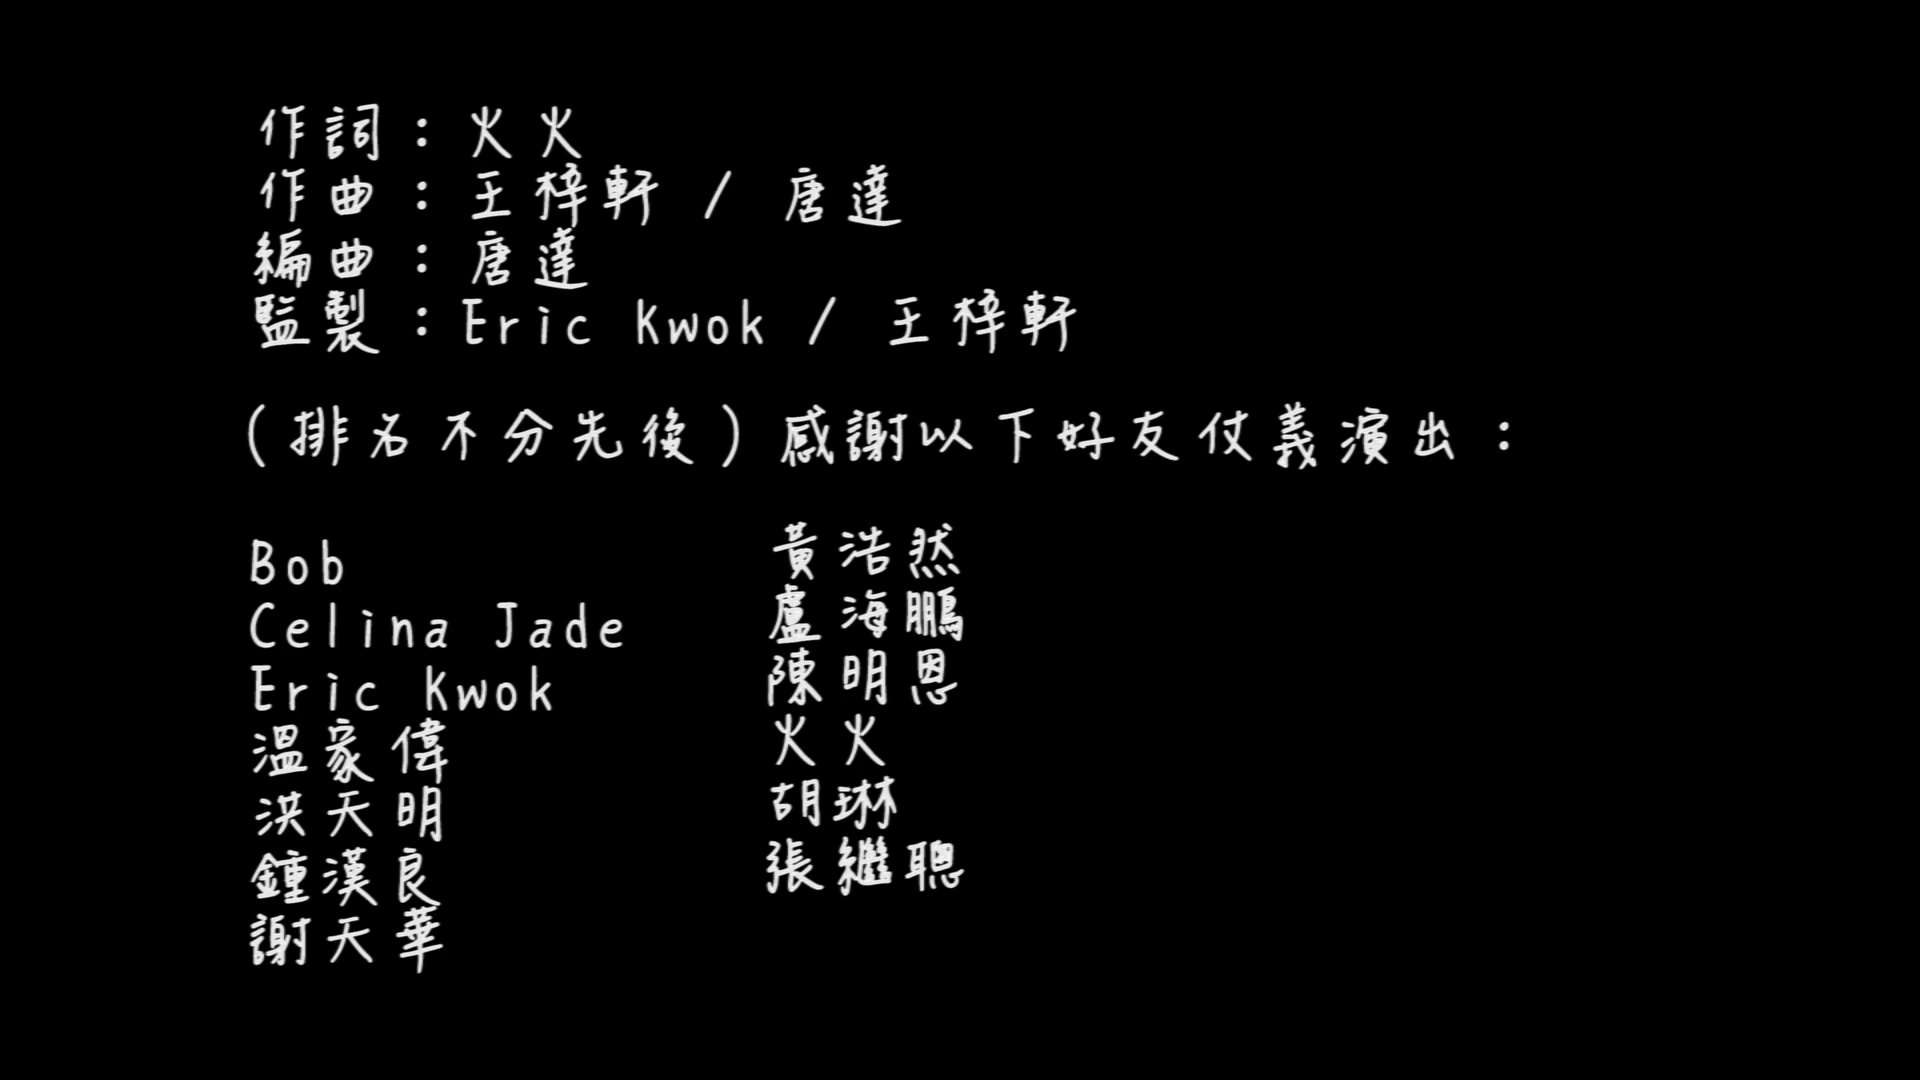 作詞：火火
作曲：王梓軒 / 唐達
編曲：唐達
監製：Eric Kwok / 王梓軒
(排名不分先後) 感謝以下好友仗義演出：
Bob
Celina Jade
Eric Kwok
溫家偉
洪天明
鍾漢良
謝天華
黃浩然
盧海鵬
陳明恩
火火
胡琳
張繼聰